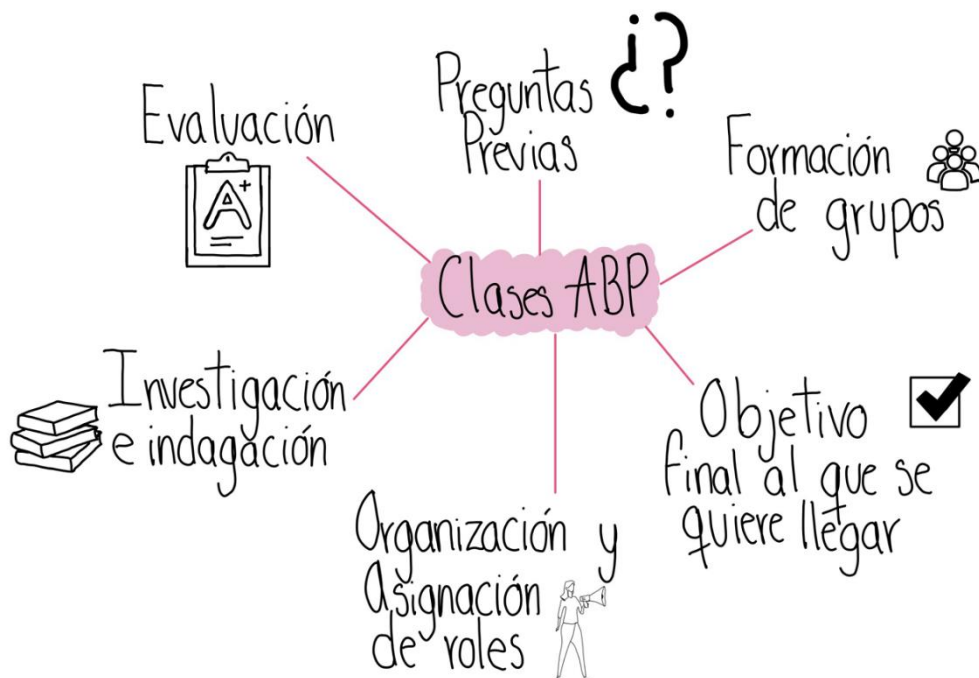 Preguntas
Previas
¿?
Formación
de grupos
Objetivo
final al que se
quiere llegar
Organización y
Asignación
de roles
Investigación
e indagación
Evaluación
A+
Clases ABP